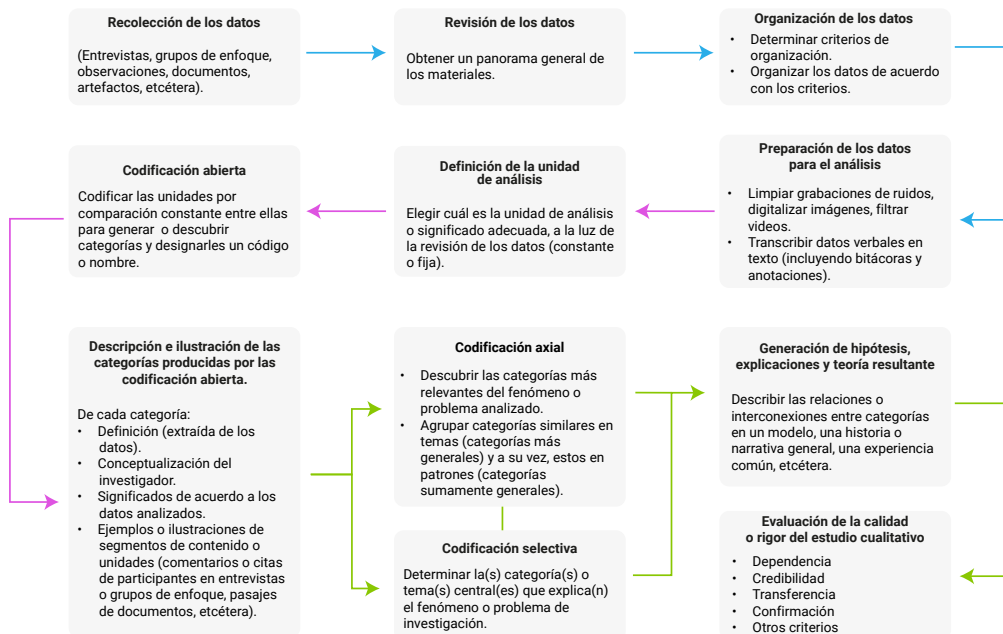 Recolección de los datos
(Entrevistas, grupos de enfoque,
observaciones, documentos,
artefactos, etcétera).
Revisión de los datos
Obtener un panorama general de
los materiales.
Organización de los datos
• Determinar criterios de
organización.
• Organizar los datos de acuerdo
con los criterios.
Preparación de los datos
para el análisis
• Limpiar grabaciones de ruidos,
digitalizar imágenes, filtrar
videos.
• Transcribir datos verbales en
texto (incluyendo bitácoras y
anotaciones).
Definición de la unidad
de análisis
Elegir cuál es la unidad de análisis
o significado adecuada, a la luz de
la revisión de los datos (constante
o fija).
Codificación abierta
Codificar las unidades por
comparación constante entre ellas
para generar o descubrir
categorías y designarles un código
o nombre.
Descripción e ilustración de las
categorías producidas por las
codificación abierta.
De cada categoría:
• Definición (extraída de los
datos).
• Conceptualización del
investigador.
• Significados de acuerdo a los
datos analizados.
• Ejemplos o ilustraciones de
segmentos de contenido o
unidades (comentarios o citas
de participantes en entrevistas
o grupos de enfoque, pasajes
de documentos, etcétera).
Codificación axial
• Descubrir las categorías más
relevantes del fenómeno o
problema analizado.
• Agrupar categorías similares en
temas (categorías más
generales) y a su vez, estos en
patrones (categorías
sumamente generales).
Codificación selectiva
Determinar la(s) categoría(s) o
tema(s) central(es) que explica(n)
el fenómeno o problema de
investigación.
Generación de hipótesis,
explicaciones y teoría resultante
Describir las relaciones o
interconexiones entre categorías
en un modelo, una historia o
narrativa general, una experiencia
común, etcétera.
Evaluación de la calidad
o rigor del estudio cualitativo
• Dependencia
• Credibilidad
• Transferencia
• Confirmación
• Otros criterios